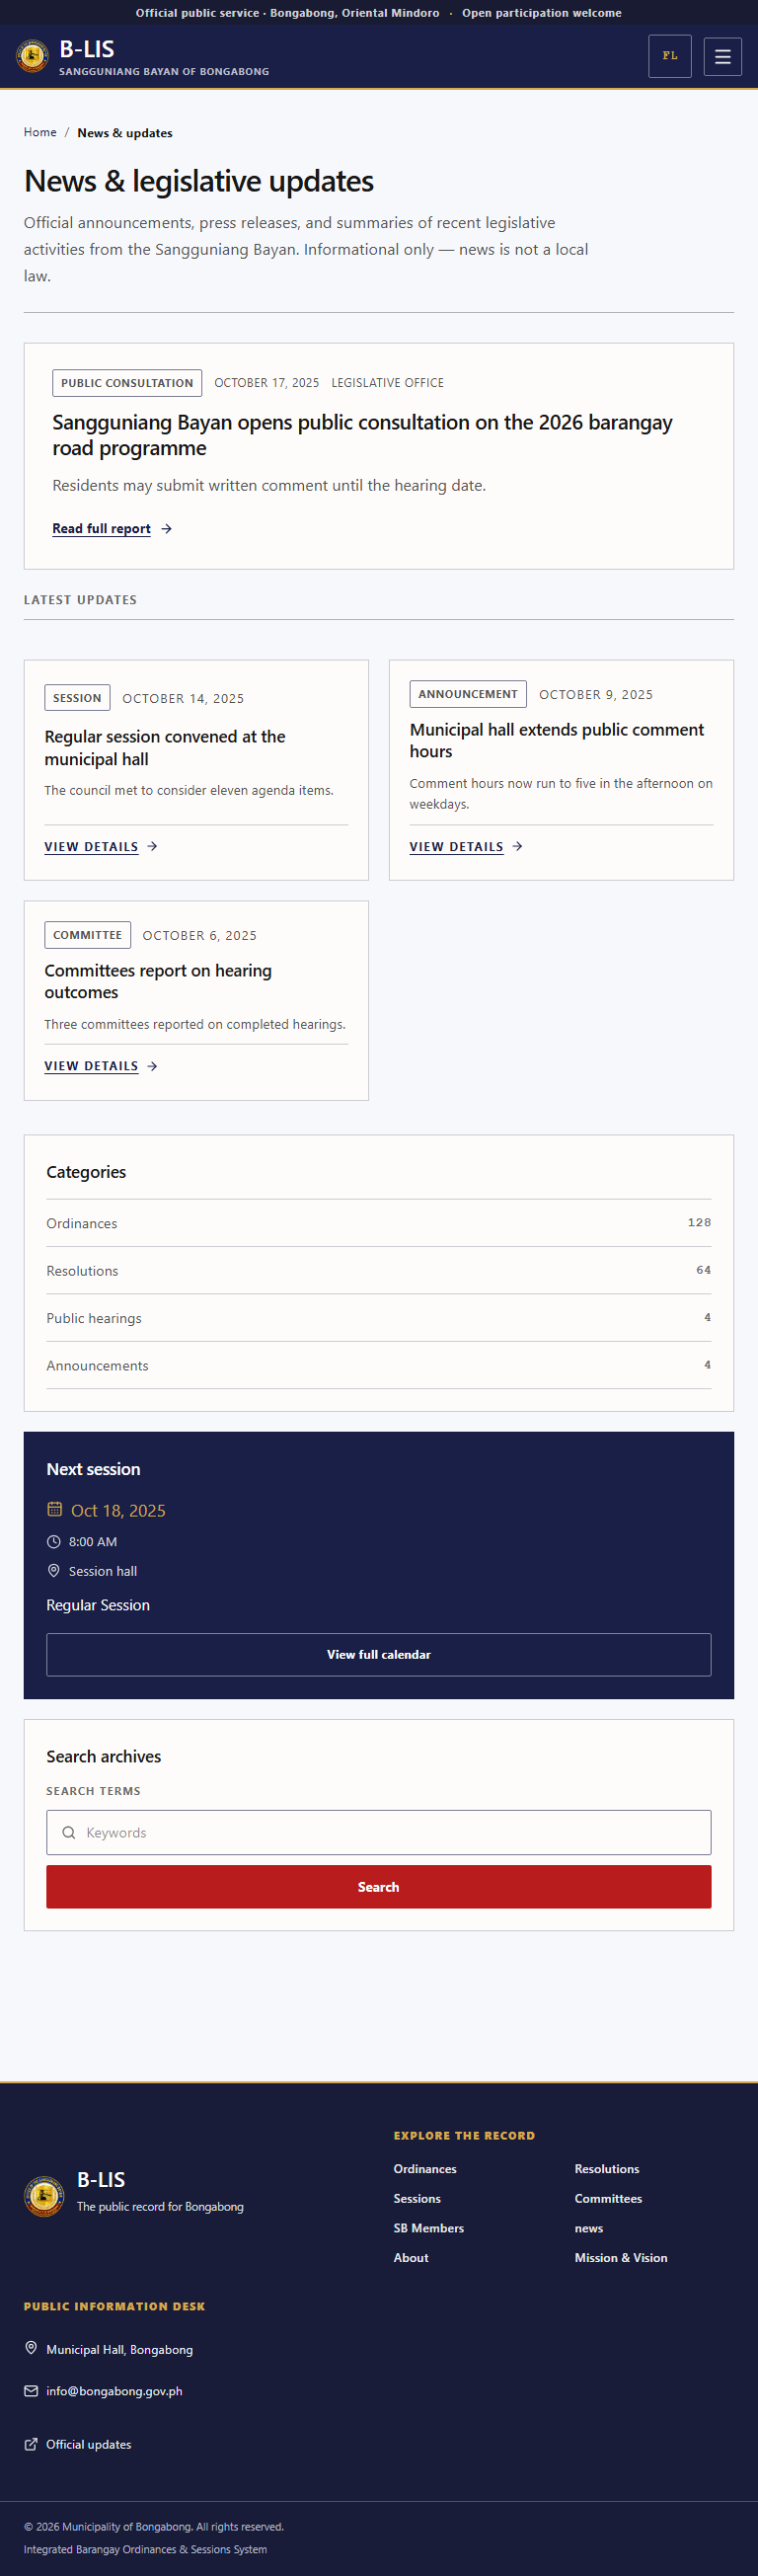 Official public service · Bongabong, Oriental Mindoro · Open participation welcome
B-LIS
SANGGUNIANG BAYAN OF BONGABONG
FL
Home / News & updates
News & legislative updates
Official announcements, press releases, and summaries of recent legislative
activities from the Sangguniang Bayan. Informational only — news is not a local
law.
PUBLIC CONSULTATION OCTOBER 17, 2025 LEGISLATIVE OFFICE
Sangguniang Bayan opens public consultation on the 2026 barangay
road programme
Residents may submit written comment until the hearing date.
Read full report
LATEST UPDATES
SESSION OCTOBER 14, 2025
Regular session convened at the
municipal hall
The council met to consider eleven agenda items.
VIEW DETAILS
ANNOUNCEMENT OCTOBER 9, 2025
Municipal hall extends public comment
hours
Comment hours now run to five in the afternoon on
weekdays.
VIEW DETAILS
COMMITTEE OCTOBER 6, 2025
Committees report on hearing
outcomes
Three committees reported on completed hearings.
VIEW DETAILS
Categories
Ordinances 128
Resolutions 64
Public hearings 4
Announcements 4
Next session
Oct 18, 2025
8:00 AM
Session hall
Regular Session
View full calendar
Search archives
SEARCH TERMS
Keywords
Search
B-LIS
The public record for Bongabong
EXPLORE THE RECORD
Ordinances Resolutions
Sessions Committees
SB Members news
About Mission & Vision
PUBLIC INFORMATION DESK
Municipal Hall, Bongabong
info@bongabong.gov.ph
Official updates
© 2026 Municipality of Bongabong. All rights reserved.
Integrated Barangay Ordinances & Sessions System